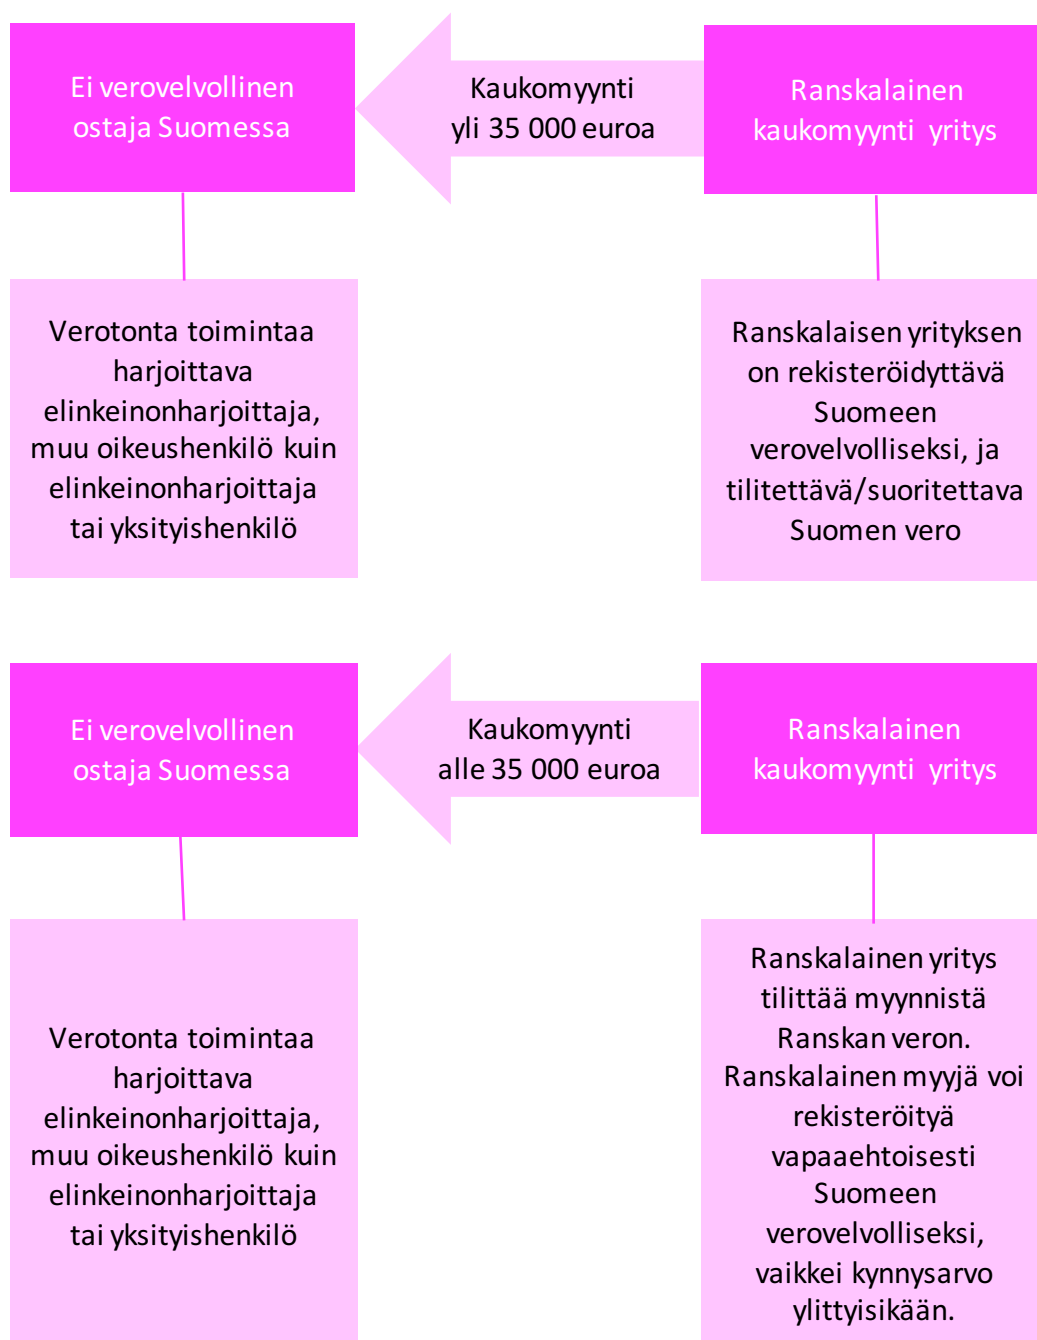 Ei verovelvollinen
ostaja Suomessa
Kaukomyynti
yli 35 000 euroa
Ranskalainen
kaukomyynti yritys
Verotonta toimintaa
harjoittava
elinkeinonharjoittaja,
muu oikeushenkilö kuin
elinkeinonharjoittaja
tai yksityishenkilö
Ranskalaisen yrityksen
on rekisteröidyttävä
Suomeen
verovelvolliseksi, ja
tilitettävä/suoritettava
Suomen vero
Ei verovelvollinen
ostaja Suomessa
Kaukomyynti
alle 35 000 euroa
Ranskalainen
kaukomyynti yritys
Verotonta toimintaa
harjoittava
elinkeinonharjoittaja,
muu oikeushenkilö kuin
elinkeinonharjoittaja
tai yksityishenkilö
Ranskalainen yritys
tilittää myynnistä
Ranskan veron.
Ranskalainen myyjä voi
rekisteröityä
vapaaehtoisesti
Suomeen
verovelvolliseksi,
vaikkei kynnysarvo
ylittyisikään.